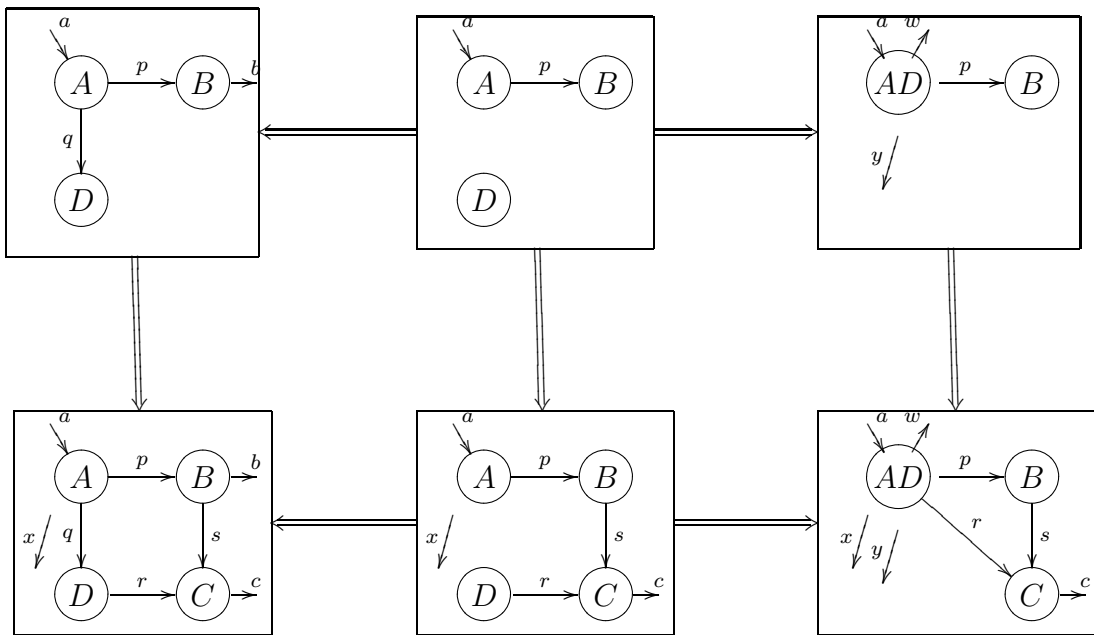 a a a w
A p B b A p B AD p B
q y
D D
a a a w
A p B b A p B AD p B
x q s x s x y r s
D r C c D r C c C c